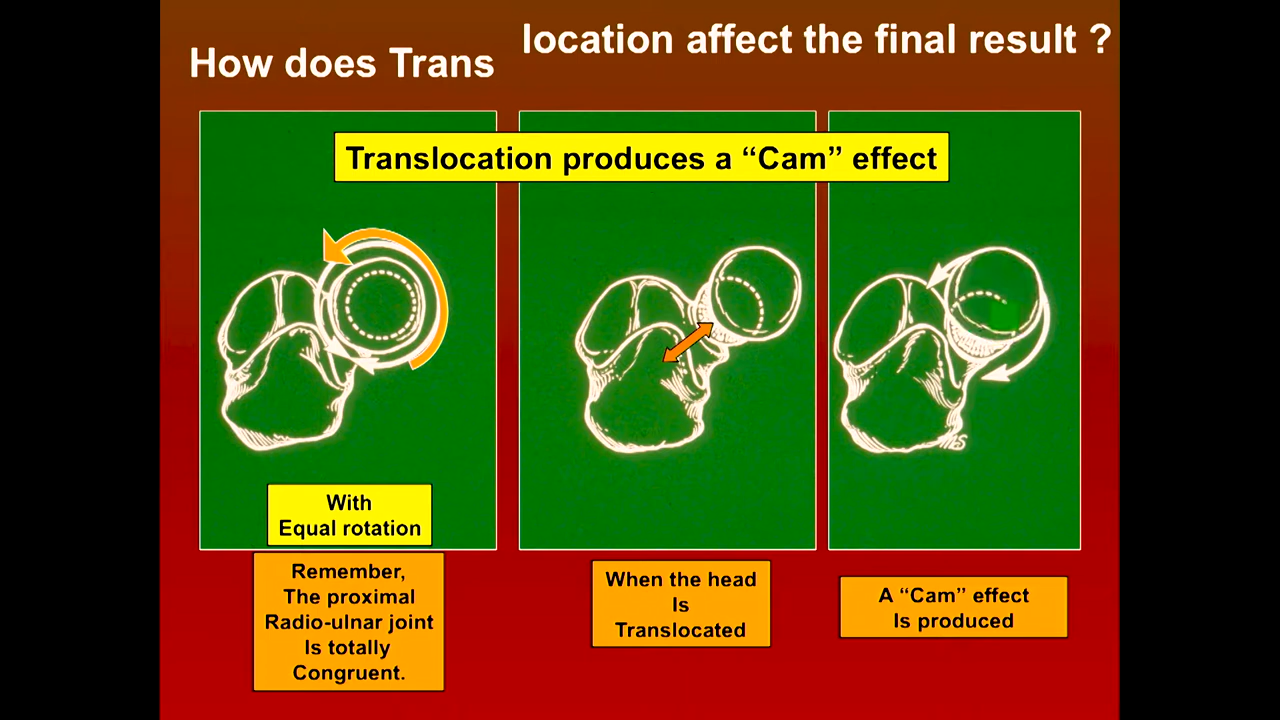 How does Trans
location affect the final result ?
Translocation produces a “Cam” effect
With
Equal rotation
Remember,
The proximal
Radio-ulnar joint
Is totally
Congruent.
When the head
Is
Translocated
A “Cam” effect
Is produced